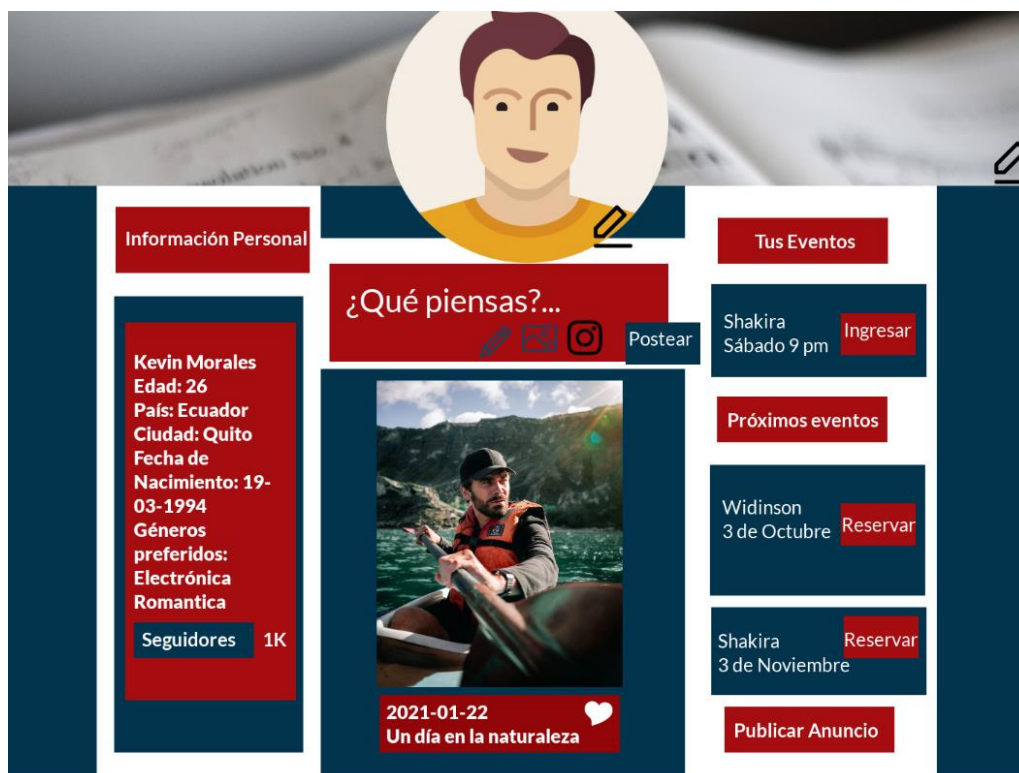 Información Personal
Kevin Morales
Edad: 26
País: Ecuador
Ciudad: Quito
Fecha de
Nacimiento: 19-
03-1994
Géneros
preferidos:
Electrónica
Romantica
Seguidores 1K
¿Qué piensas?...
Postear
2021-01-22
Un día en la naturaleza
Tus Eventos
Shakira
Sábado 9 pm
Ingresar
Próximos eventos
Widinson
3 de Octubre
Reservar
Shakira
3 de Noviembre
Reservar
Publicar Anuncio